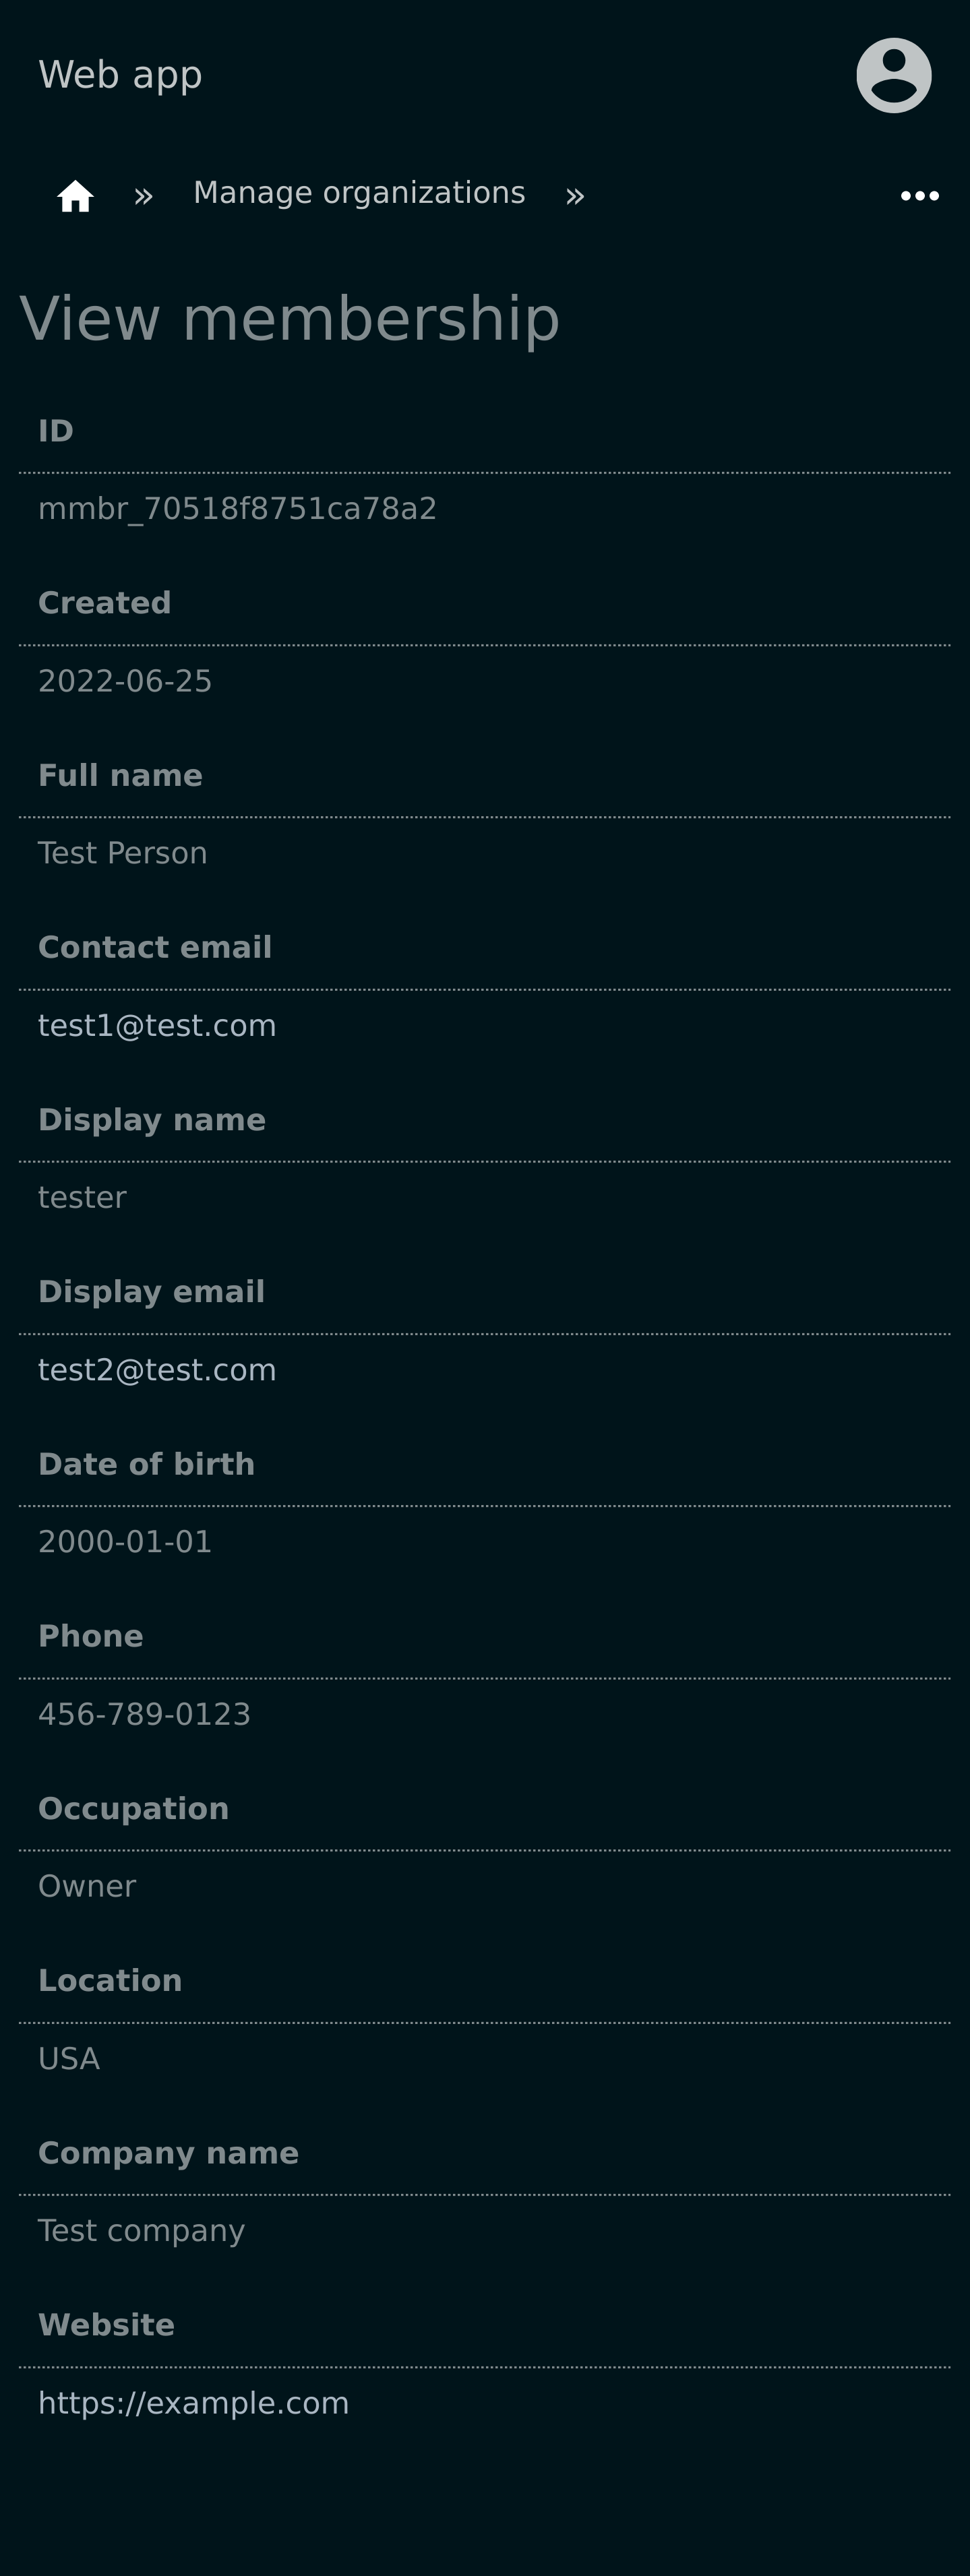 Web app
» Manage organizations »
View membership
ID
mmbr_70518f8751ca78a2
Created
2022-06-25
Full name
Test Person
Contact email
test1@test.com
Display name
tester
Display email
test2@test.com
Date of birth
2000-01-01
Phone
456-789-0123
Occupation
Owner
Location
USA
Company name
Test company
Website
https://example.com